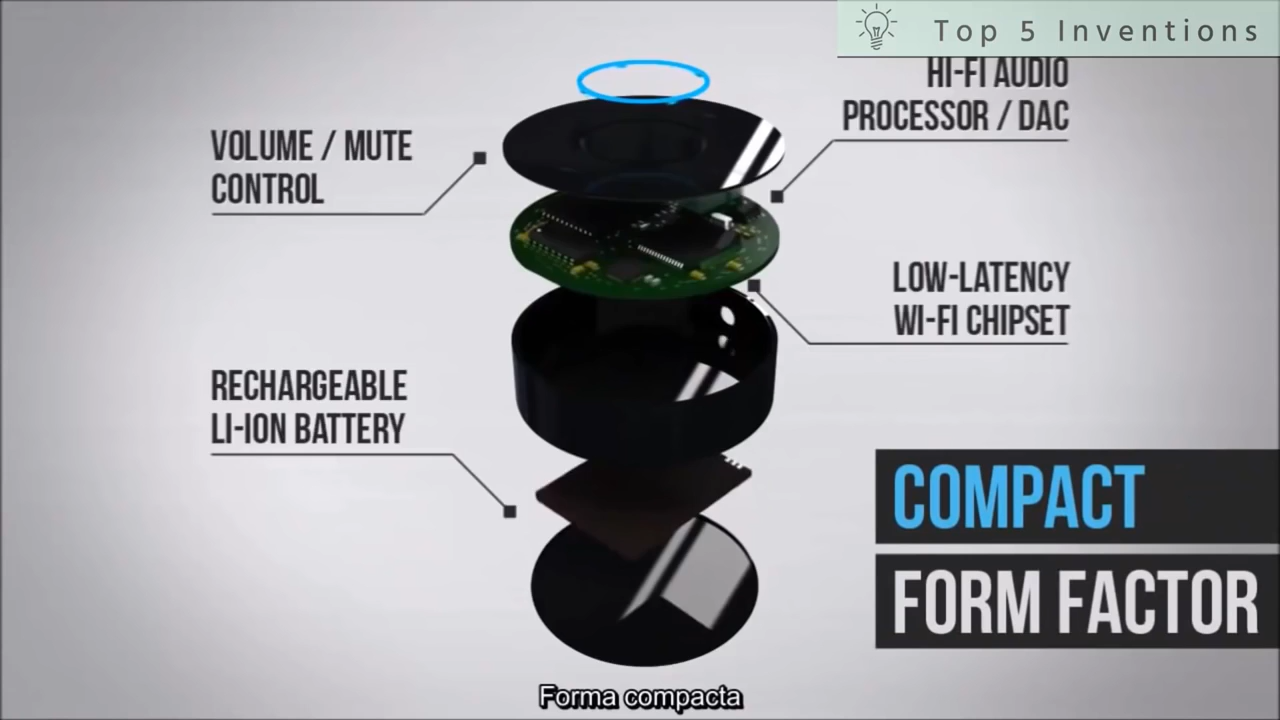 Top 5 Inventions
HI-FI AUDIO
PROCESSOR / DAC
VOLUME / MUTE
CONTROL
LOW-LATENCY
WI-FI CHIPSET
RECHARGEABLE
LI-ION BATTERY
COMPACT
FORM FACTOR
Forma compacta